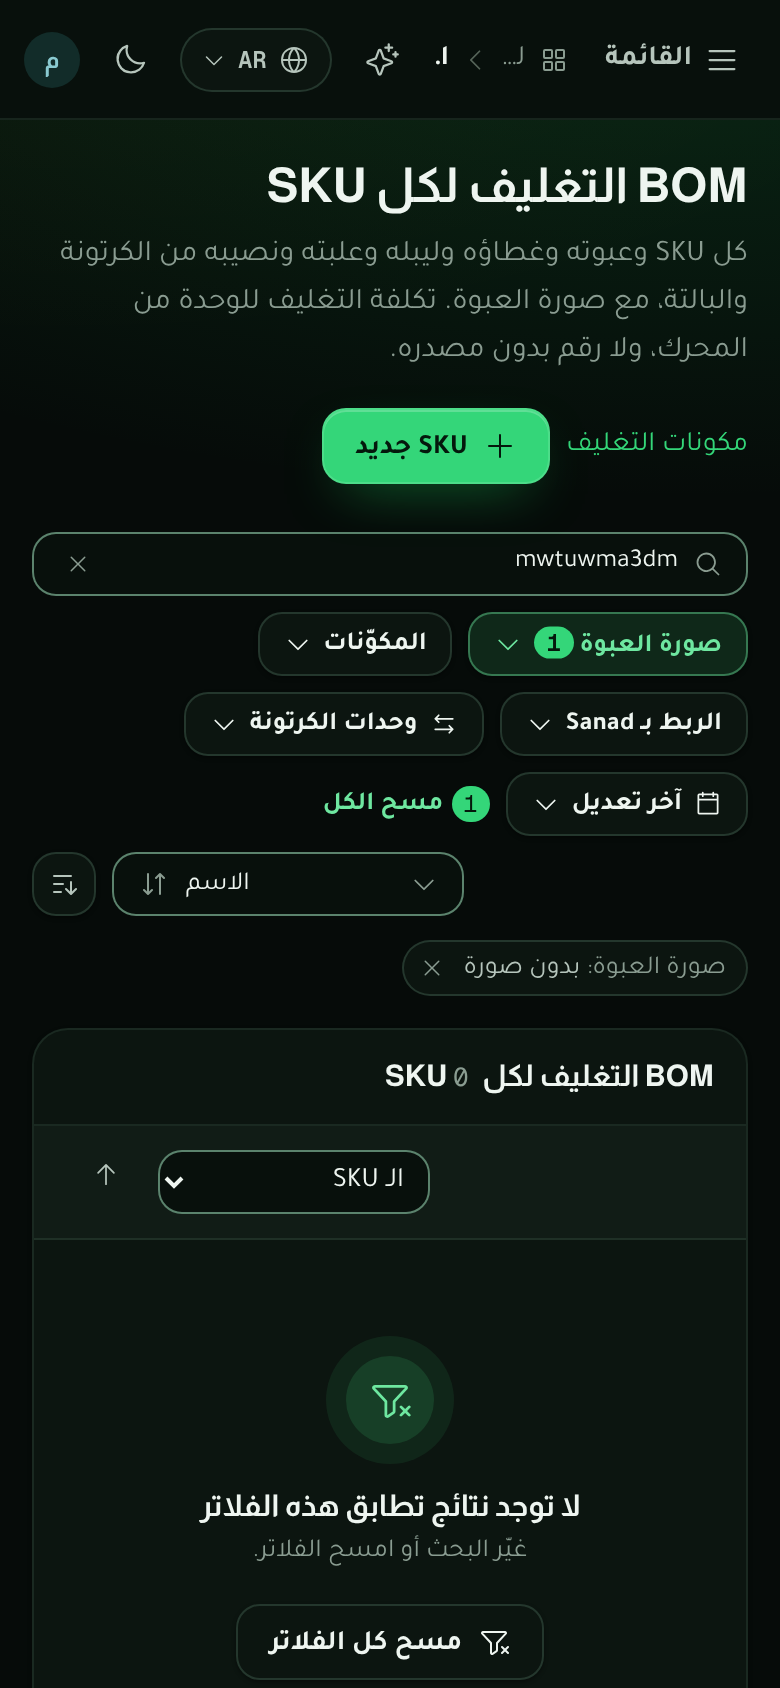 القائمة
لـ...
ا.
AR
م
BOM التغليف لكل SKU
كل SKU وعبوته وغطاؤه وليبله وعلبته ونصيبه من الكرتونة
والبالتة، مع صورة العبوة. تكلفة التغليف للوحدة من
المحرك، ولا رقم بدون مصدره.
مكونات التغليف
SKU جديد
mwtuwma3dm
صورة العبوة 1
المكوّنات
الربط بـ Sanad
وحدات الكرتونة
آخر تعديل
1 مسح الكل
الاسم
صورة العبوة: بدون صورة
BOM التغليف لكل SKU 0
الـ SKU
لا توجد نتائج تطابق هذه الفلاتر
غيّر البحث أو امسح الفلاتر.
مسح كل الفلاتر